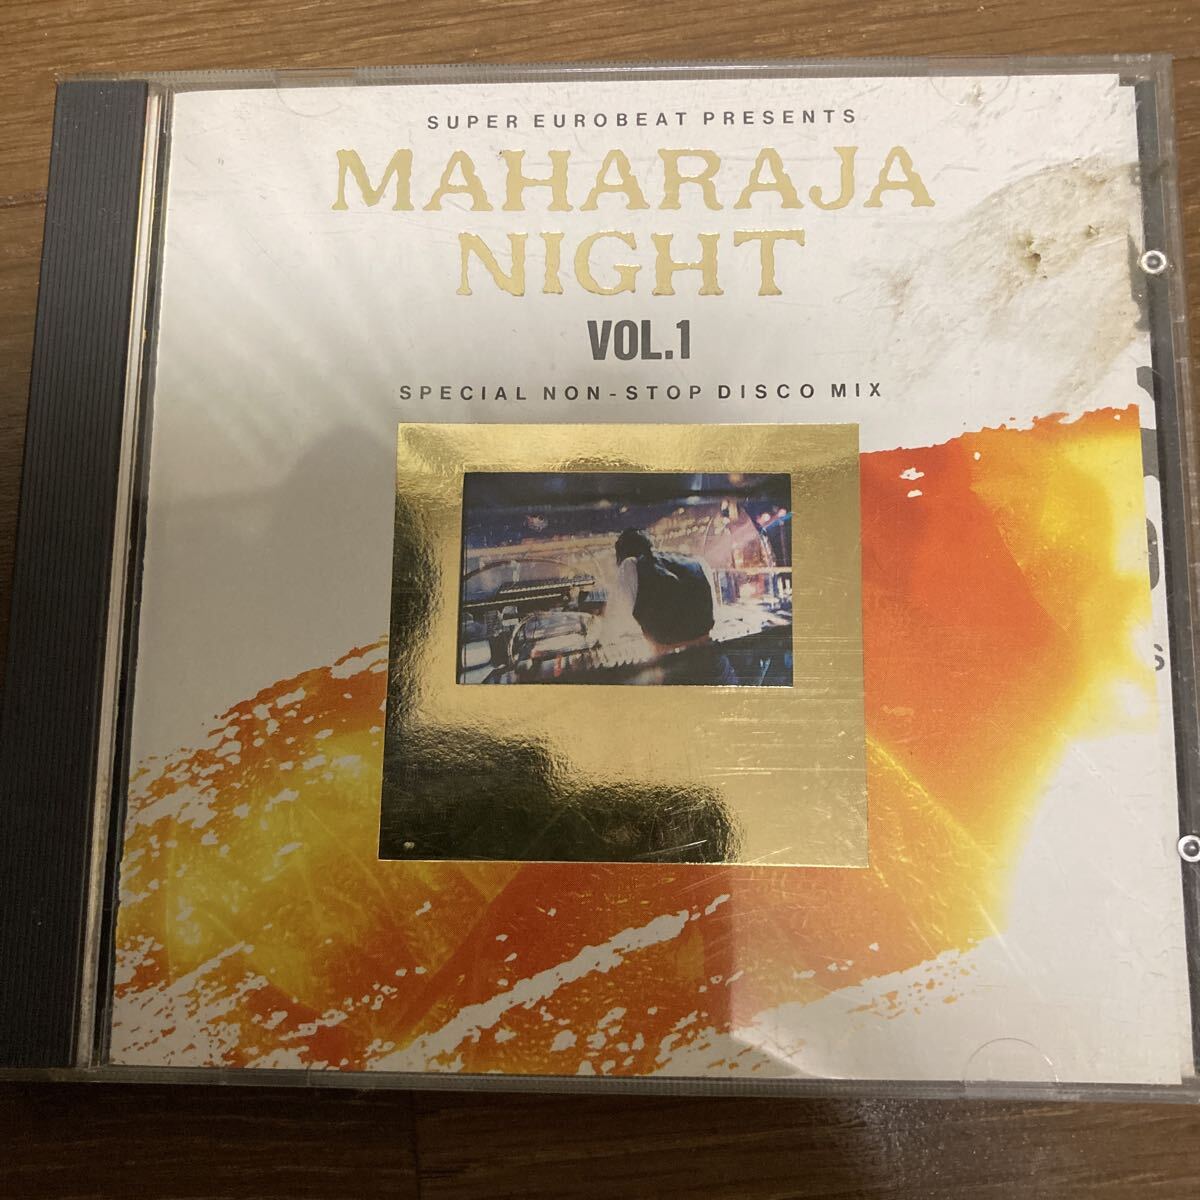 SUPER EUROBEAT PRESENTS
MAHARAJA
NIGHT
VOL.1
SPECIAL NON-STOP DISCO MIX